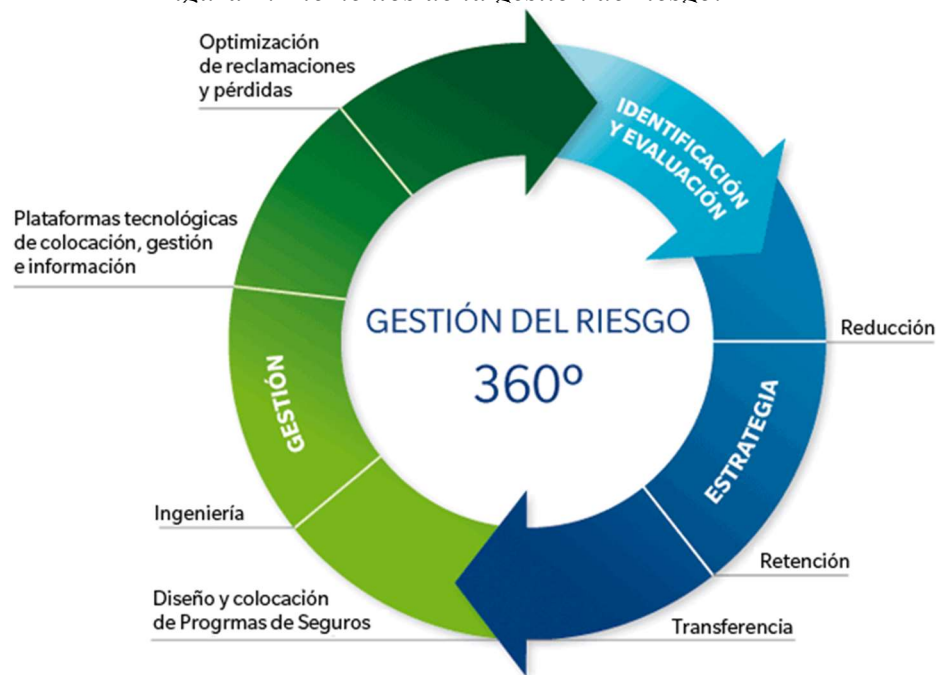 Optimización
de reclamaciones
y pérdidas
IDENTIFICACIÓN
Y EVALUACIÓN
Plataformas tecnológicas
de colocación, gestión
e información
GESTIÓN DEL RIESGO
360º
Reducción
GESTIÓN
ESTRATEGIA
Ingeniería
Retención
Diseño y colocación
de Progrmas de Seguros
Transferencia